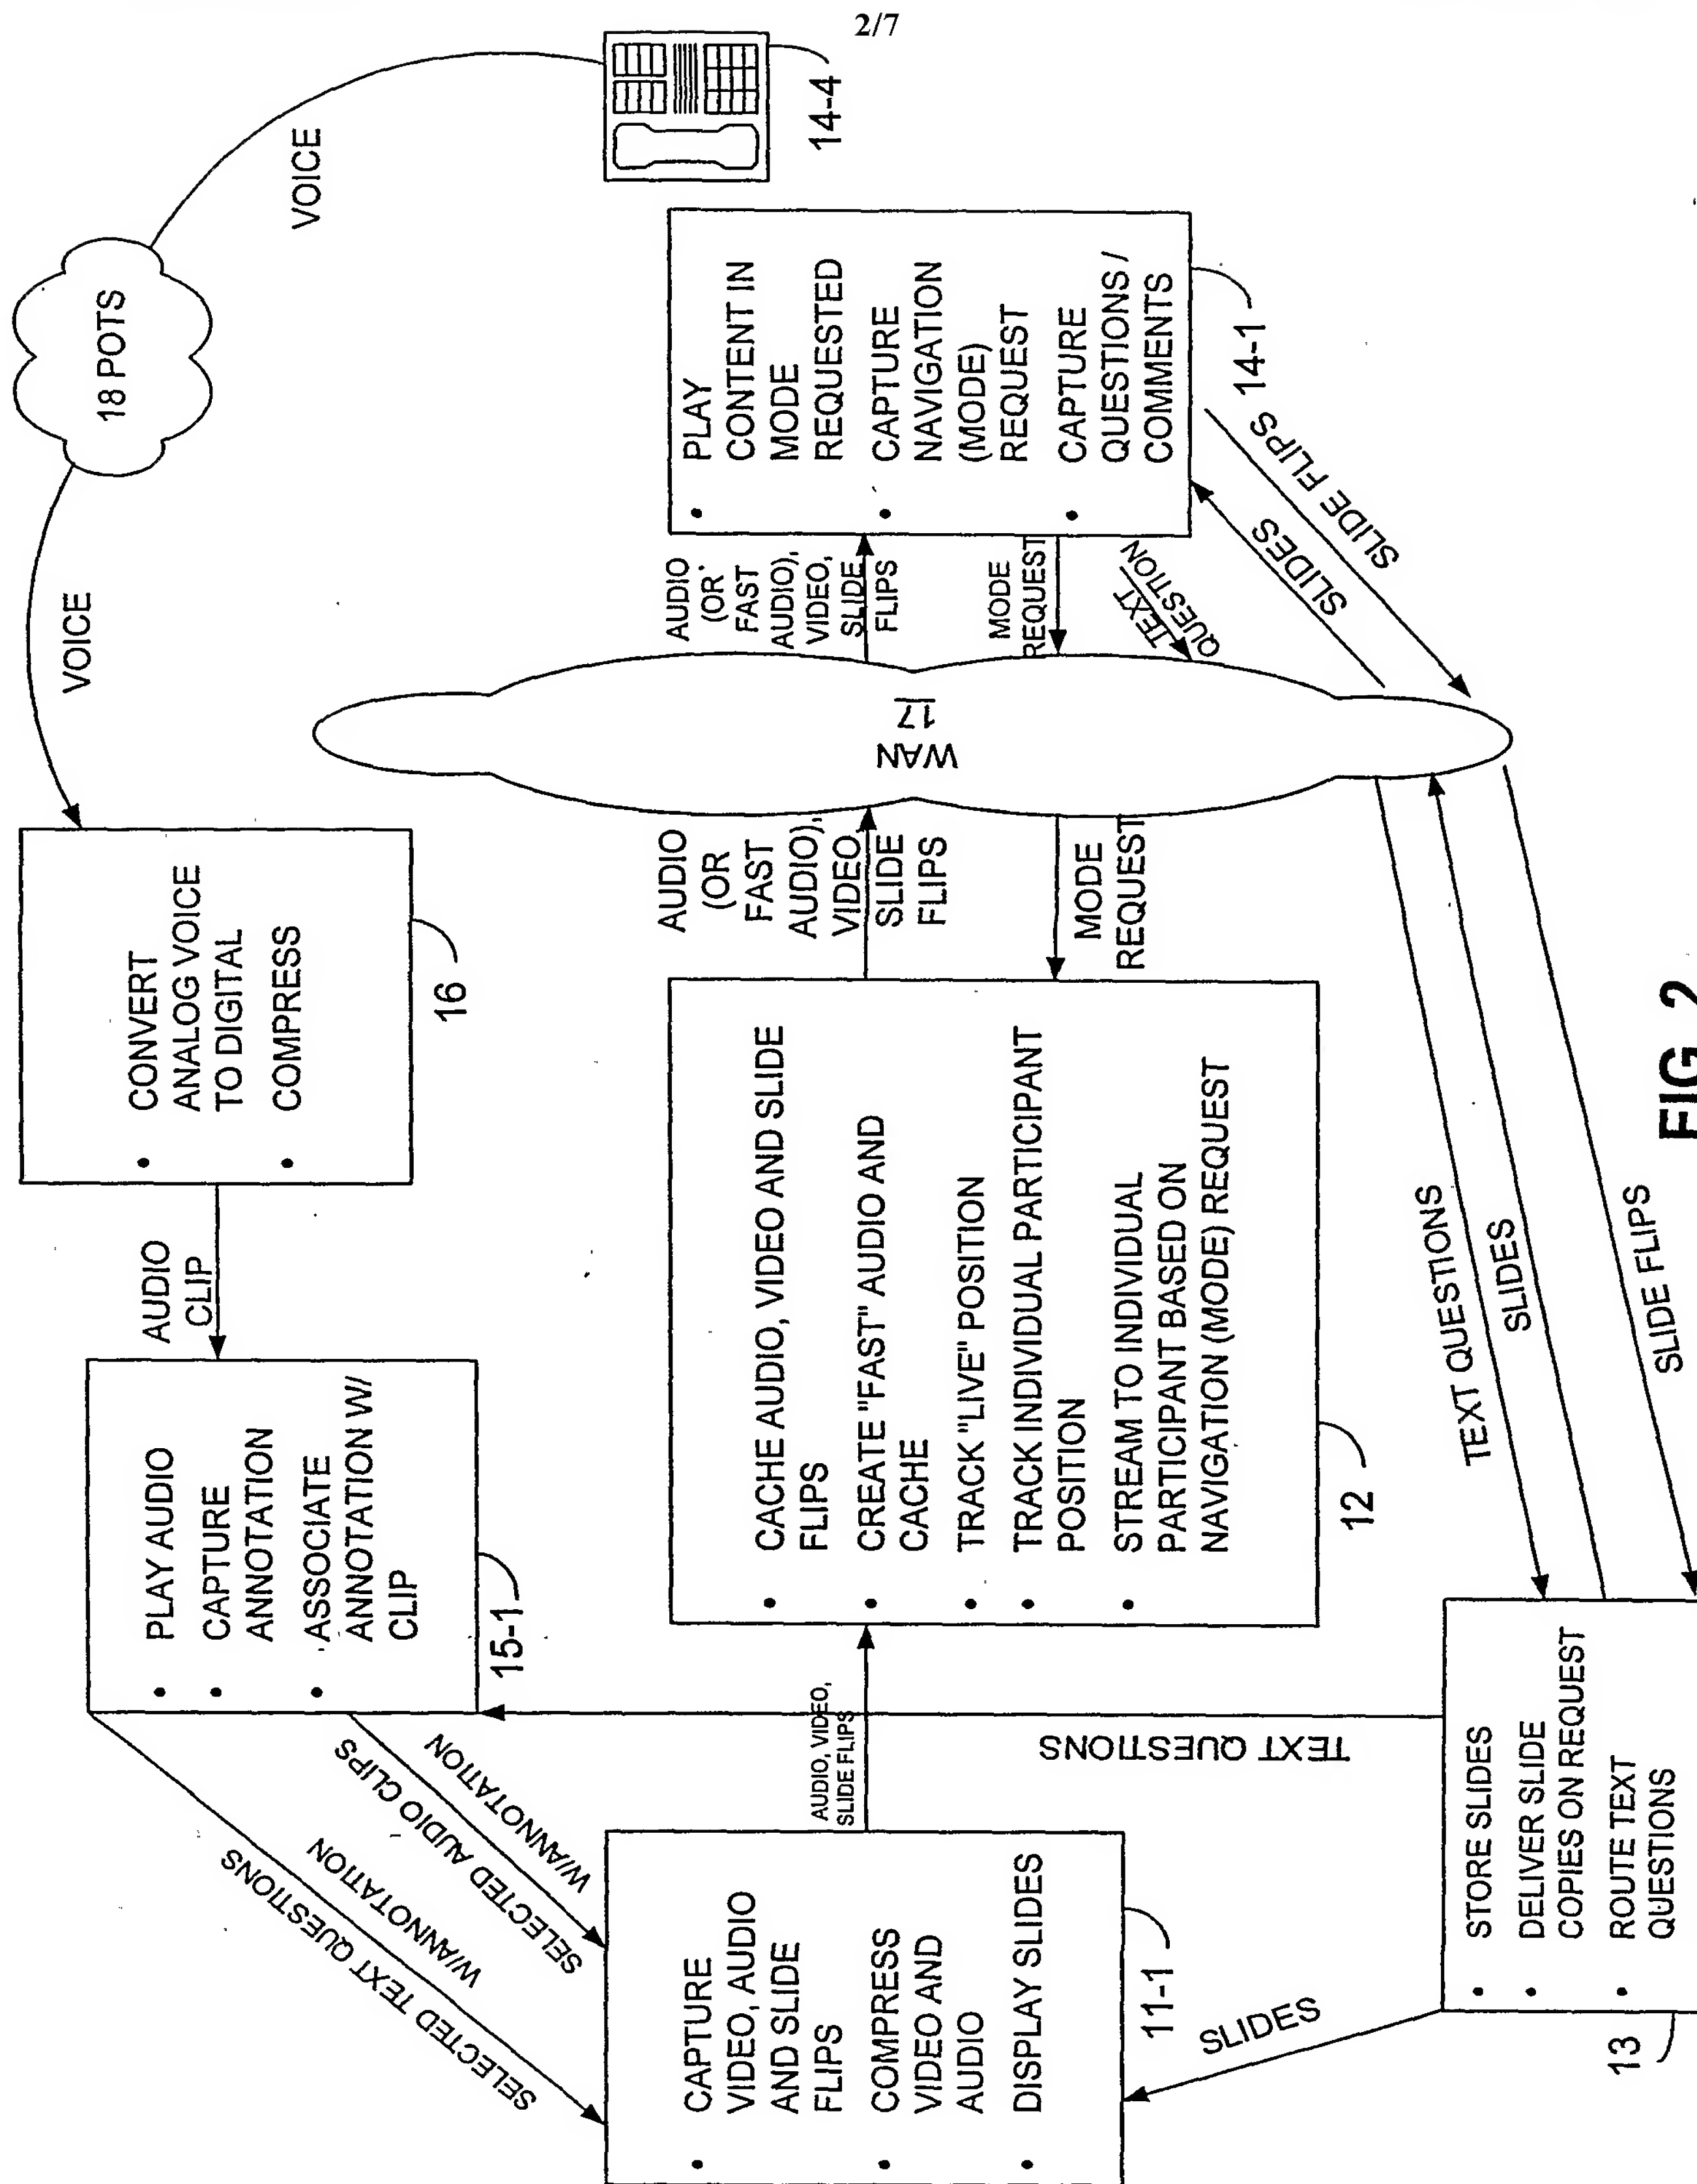 2/7
VOICE
18 POTS
VOICE
14-4
• CONVERT
ANALOG VOICE
TO DIGITAL
• COMPRESS
16
AUDIO
CLIP
• PLAY AUDIO
• CAPTURE
ANNOTATION
• ASSOCIATE
ANNOTATION W/
CLIP
15-1
SELECTED TEXT QUESTIONS
W/ANNOTATION
SELECTED AUDIO CLIPS
W/ANNOTATION
• CAPTURE
VIDEO, AUDIO
AND SLIDE
FLIPS
• COMPRESS
VIDEO AND
AUDIO
• DISPLAY SLIDES
11-1
AUDIO, VIDEO,
SLIDE FLIPS
• CACHE AUDIO, VIDEO AND SLIDE
FLIPS
• CREATE "FAST" AUDIO AND
CACHE
• TRACK "LIVE" POSITION
• TRACK INDIVIDUAL PARTICIPANT
POSITION
• STREAM TO INDIVIDUAL
PARTICIPANT BASED ON
NAVIGATION (MODE) REQUEST
12
AUDIO
(OR
FAST
AUDIO),
VIDEO,
SLIDE
FLIPS
MODE
REQUEST
WAN
17
AUDIO
(OR
FAST
AUDIO),
VIDEO,
SLIDE
FLIPS
MODE
REQUEST
TEXT
QUESTION
• PLAY
CONTENT IN
MODE
REQUESTED
• CAPTURE
NAVIGATION
(MODE)
REQUEST
• CAPTURE
QUESTIONS /
COMMENTS
14-1
SLIDES
SLIDE FLIPS
TEXT QUESTIONS
TEXT QUESTIONS
SLIDES
SLIDE FLIPS
SLIDES
• STORE SLIDES
• DELIVER SLIDE
COPIES ON REQUEST
• ROUTE TEXT
QUESTIONS
13
FIG. 2